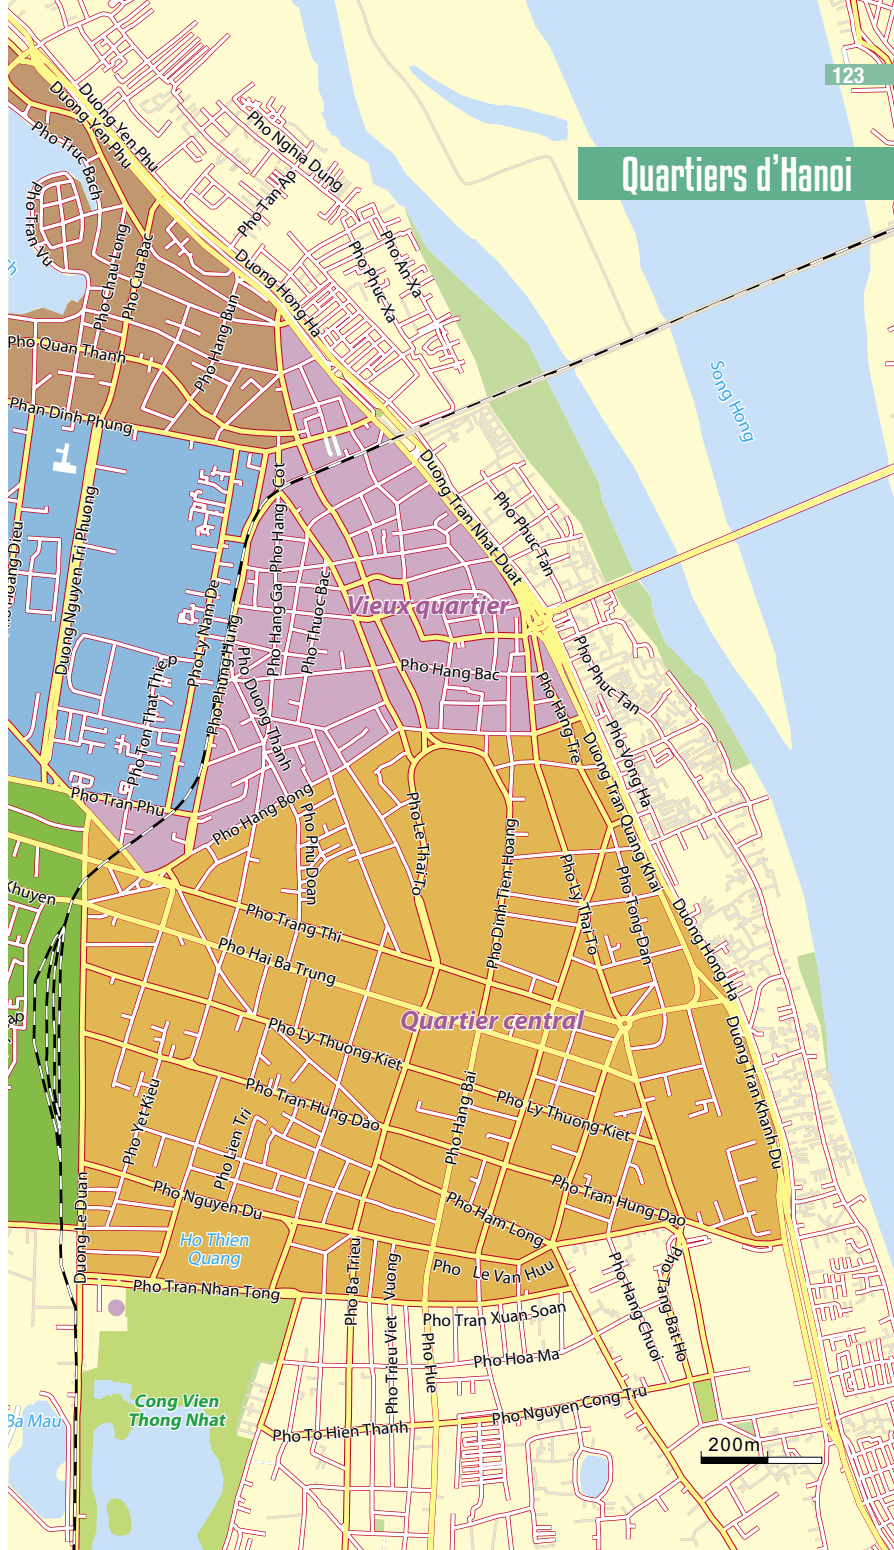 123
Quartiers d'Hanoi
Duong Yen Phu
Duong Yen Phu
Pho Truc Bach
Pho Nghia Dung
Pho Tan Ap
Pho Tran Vu
Pho Chau Long
Pho Cua Bac
Duong Hong Ha
Pho An Xa
Pho Phuc Xa
Pho Hang Bun
Pho Quan Thanh
Phan Dinh Phung
Song Hong
Duong Nguyen Tri Phuong
Hoang Dieu
Pho Hang Cot
Duong Tran Nhat Duat
Pho Phuc Tan
Pho Ly Nam De
Pho Hang Ga
Pho Thuoc Bac
Vieux quartier
Pho Phung Hung
Pho Duong Thanh
Pho Hang Bac
Pho Ton That Thiep
Pho Hang Tre
Pho Phuc Tan
Pho Vong Ha
Duong Tran Quang Khai
Pho Tran Phu
Pho Hang Bong
Pho Phu Doan
Pho Le Thai To
Pho Dinh Tien Hoang
Pho Ly Thai To
Pho Tong Dan
Khuyen
Pho Trang Thi
Pho Hai Ba Trung
Duong Hong Ha
Quartier central
Pho Ly Thuong Kiet
Duong Tran Khanh Du
Pho Yet Kieu
Pho Lien Tri
Pho Tran Hung Dao
Pho Hang Bai
Pho Ly Thuong Kiet
Duong Le Duan
Pho Nguyen Du
Pho Ham Long
Pho Tran Hung Dao
Ho Thien
Quang
Pho Le Van Huu
Pho Tran Nhan Tong
Pho Ba Trieu
Pho Trieu Viet Vuong
Pho Hue
Pho Tran Xuan Soan
Pho Hang Chuoi
Pho Tang Bat Ho
Pho Hoa Ma
Cong Vien
Thong Nhat
Ba Mau
Pho To Hien Thanh
Pho Nguyen Cong Tru
200m